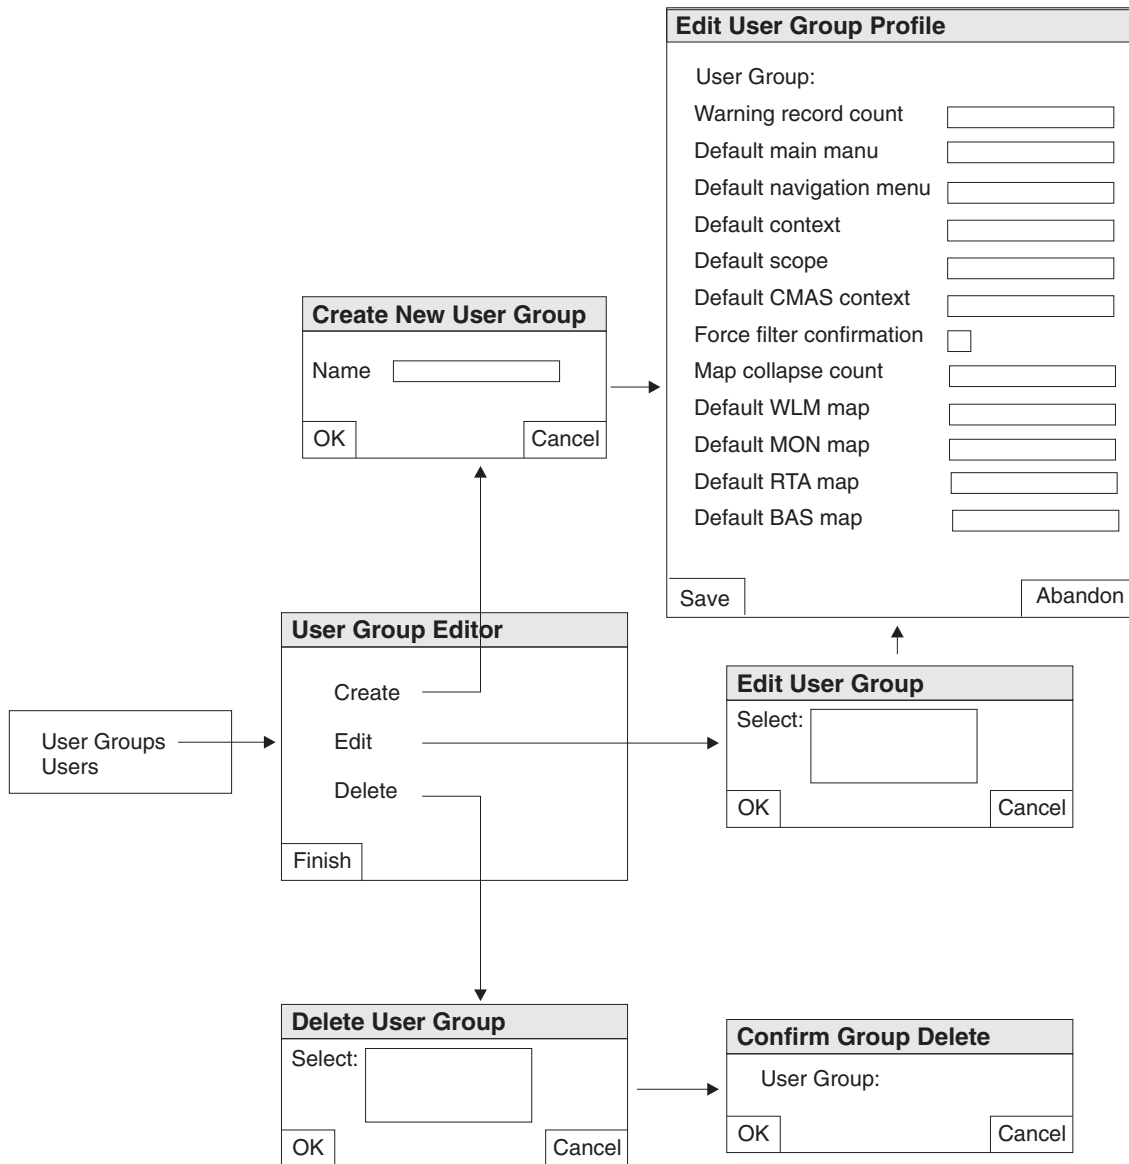 Edit User Group Profile
User Group:
Warning record count
Default main manu
Default navigation menu
Default context
Default scope
Default CMAS context
Force filter confirmation
Map collapse count
Default WLM map
Default MON map
Default RTA map
Default BAS map
Save
Abandon
Create New User Group
Name
OK
Cancel
User Group Editor
Create
Edit
Delete
Finish
User Groups
Users
Edit User Group
Select:
OK
Cancel
Delete User Group
Select:
OK
Cancel
Confirm Group Delete
User Group:
OK
Cancel